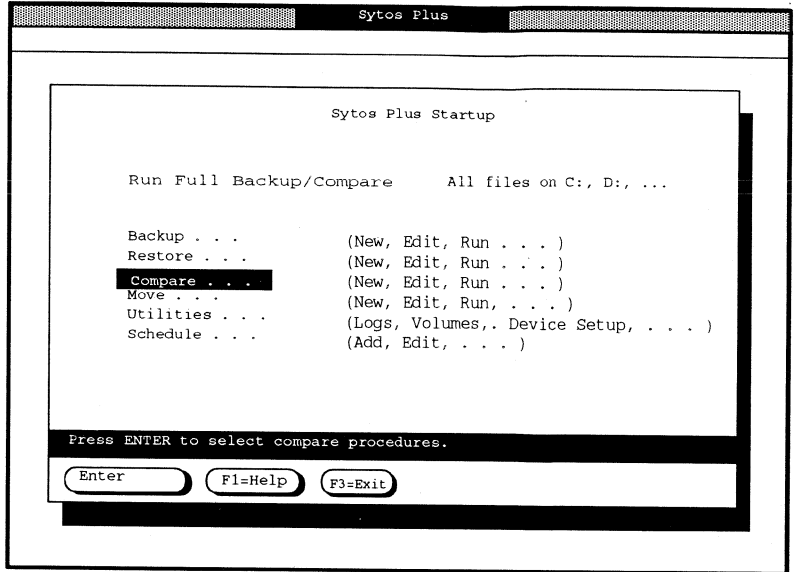 Sytos Plus
Sytos Plus Startup
Run Full Backup/Compare All files on C:, D:, ...
Backup . . . (New, Edit, Run . . . )
Restore . . . (New, Edit, Run . . . )
Compare . . . . (New, Edit, Run . . . )
Move . . . (New, Edit, Run, . . . )
Utilities . . . (Logs, Volumes,. Device Setup, . . . )
Schedule . . . (Add, Edit, . . . )
Press ENTER to select compare procedures.
Enter F1=Help F3=Exit